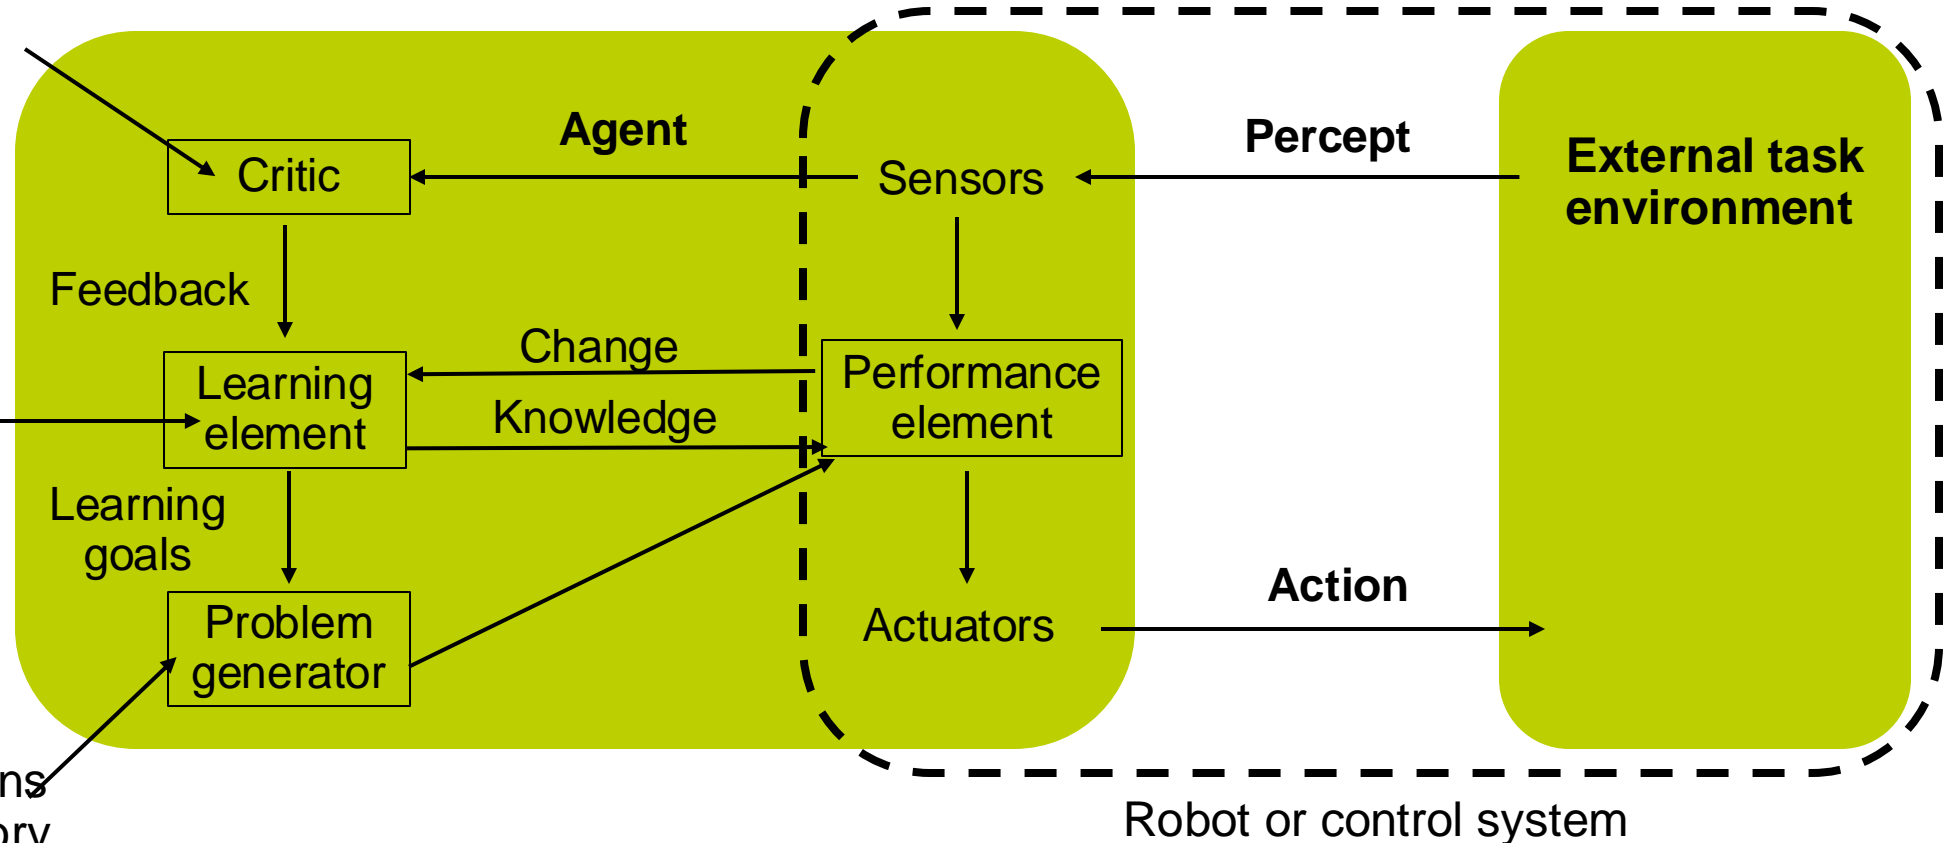 Agent
Percept
External task
environment
Critic
Sensors
Feedback
Change
Learning
element
Knowledge
Performance
element
Learning
goals
Problem
generator
Actuators
Action
Robot or control system